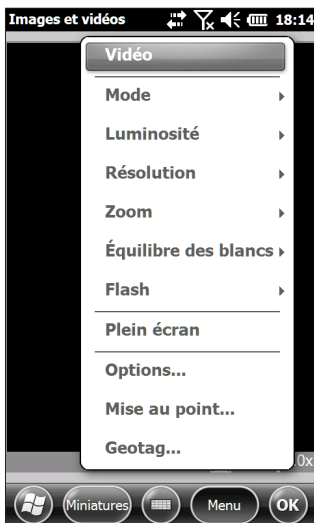 Images et vidéos 18:14
Vidéo
Mode
Luminosité
Résolution
Zoom
Équilibre des blancs
Flash
Plein écran
Options...
Mise au point...
Geotag...
.0x
Miniatures Menu OK